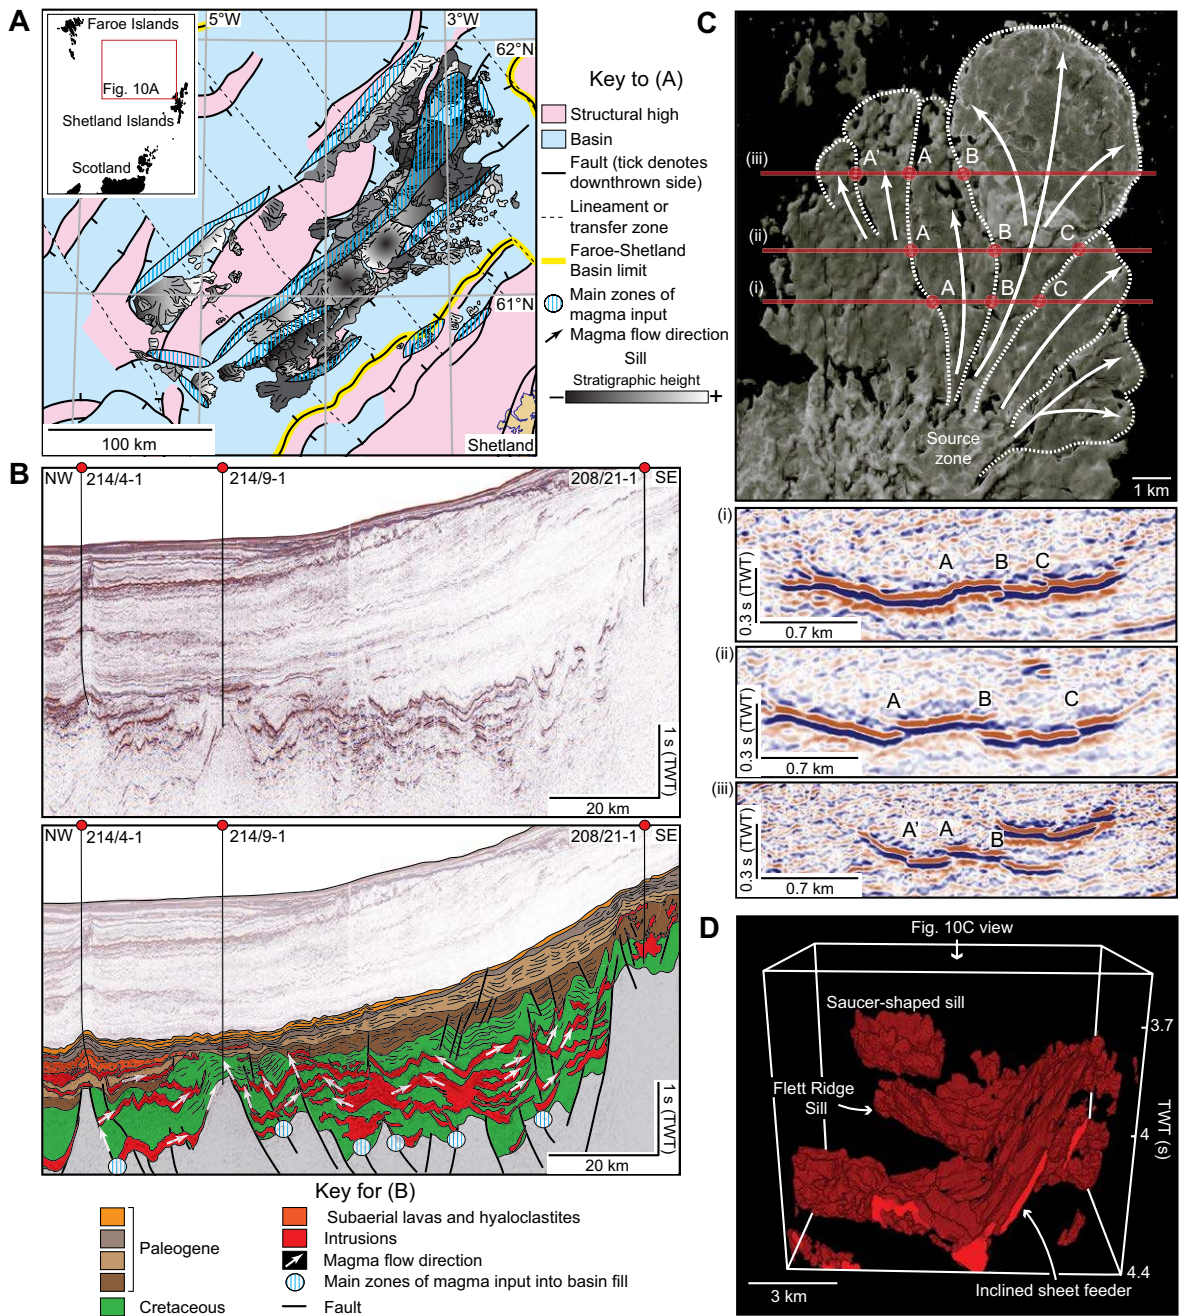 A
Faroe Islands
Fig. 10A
Shetland Islands
Scotland
5°W
3°W
62°N
61°N
100 km
Shetland
Key to (A)
Structural high
Basin
Fault (tick denotes
downthrown side)
Lineament or
transfer zone
Faroe-Shetland
Basin limit
Main zones of
magma input
Magma flow direction
Sill
Stratigraphic height
– +
B
NW 214/4-1 214/9-1 208/21-1 SE
1 s (TWT)
20 km
NW 214/4-1 214/9-1 208/21-1 SE
1 s (TWT)
20 km
Key for (B)
Paleogene
Cretaceous
Subaerial lavas and hyaloclastites
Intrusions
Magma flow direction
Main zones of magma input into basin fill
Fault
C
(iii) A' A B
(ii) A B C
(i) A B C
Source
zone
1 km
(i)
A B C
0.3 s (TWT)
0.7 km
(ii)
A B C
0.3 s (TWT)
0.7 km
(iii)
A' A B
0.3 s (TWT)
0.7 km
D
Fig. 10C view
Saucer-shaped sill
Flett Ridge
Sill
3.7
4
4.4
TWT (s)
Inclined sheet feeder
3 km